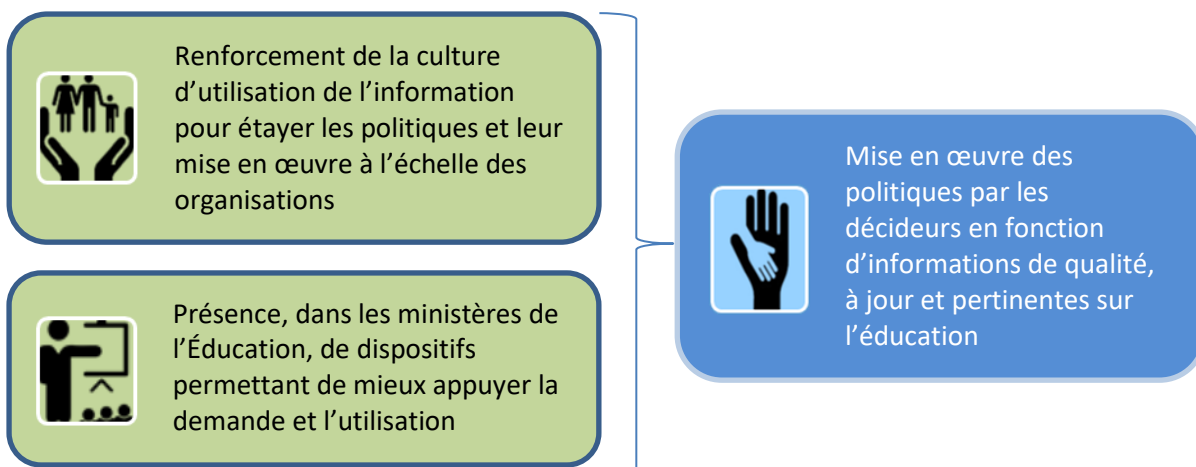 Renforcement de la culture
d’utilisation de l’information
pour étayer les politiques et leur
mise en œuvre à l’échelle des
organisations
Présence, dans les ministères de
l’Éducation, de dispositifs
permettant de mieux appuyer la
demande et l’utilisation
Mise en œuvre des
politiques par les
décideurs en fonction
d’informations de qualité,
à jour et pertinentes sur
l’éducation